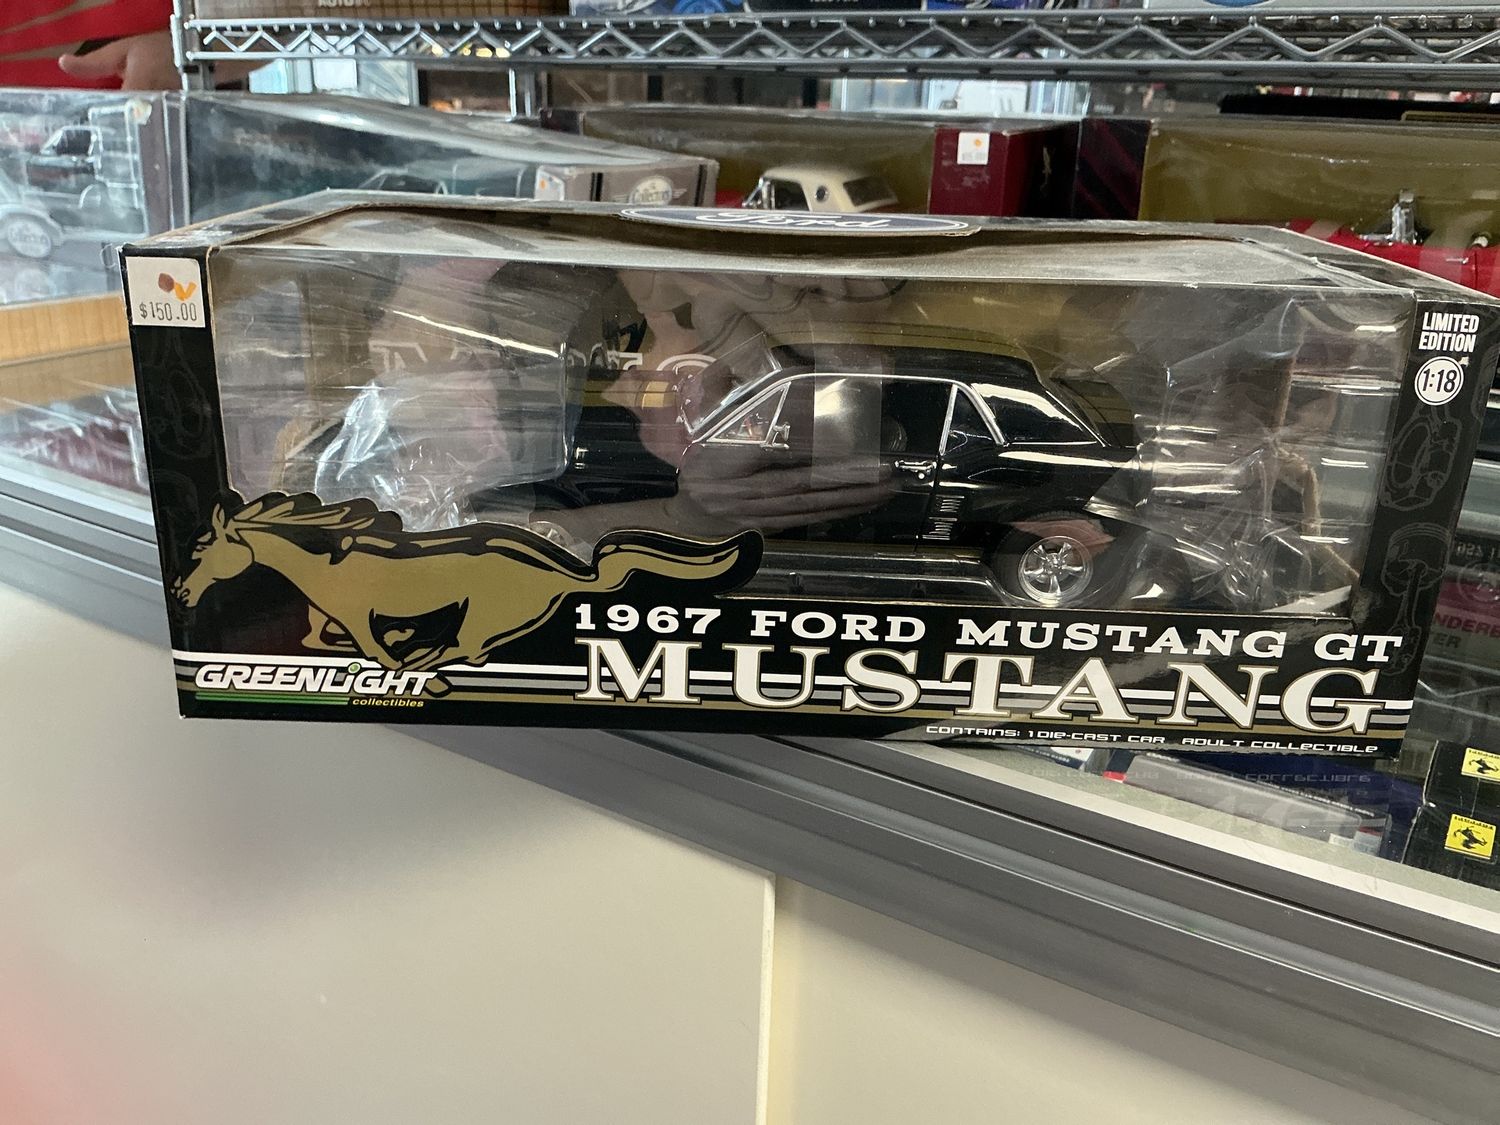 Ford
$150.00
LIMITED
EDITION
1:18
1967 FORD MUSTANG GT
MUSTANG
GREENLIGHT
collectibles
CONTAINS: 1 DIE-CAST CAR ADULT COLLECTIBLE